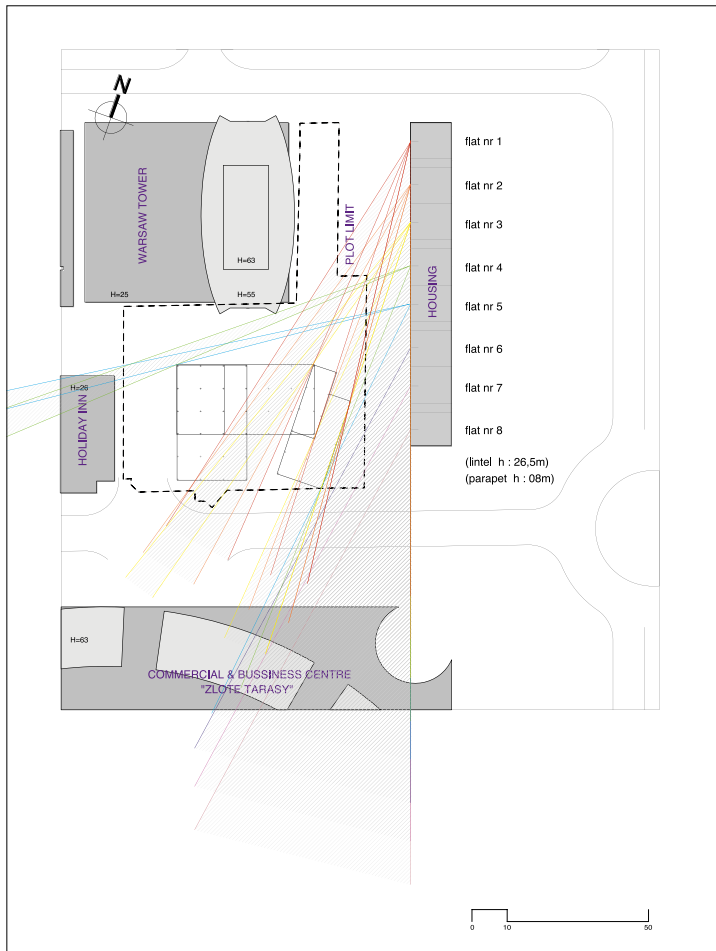 N
flat nr 1
flat nr 2
flat nr 3
flat nr 4
flat nr 5
flat nr 6
flat nr 7
flat nr 8
(lintel h : 26,5m)
(parapet h : 08m)
WARSAW TOWER
PLOT LIMIT
HOUSING
H=63
H=25
H=55
H=26
HOLIDAY INN
H=63
COMMERCIAL & BUSSINESS CENTRE
"ZLOTE TARASY"
0 10 50